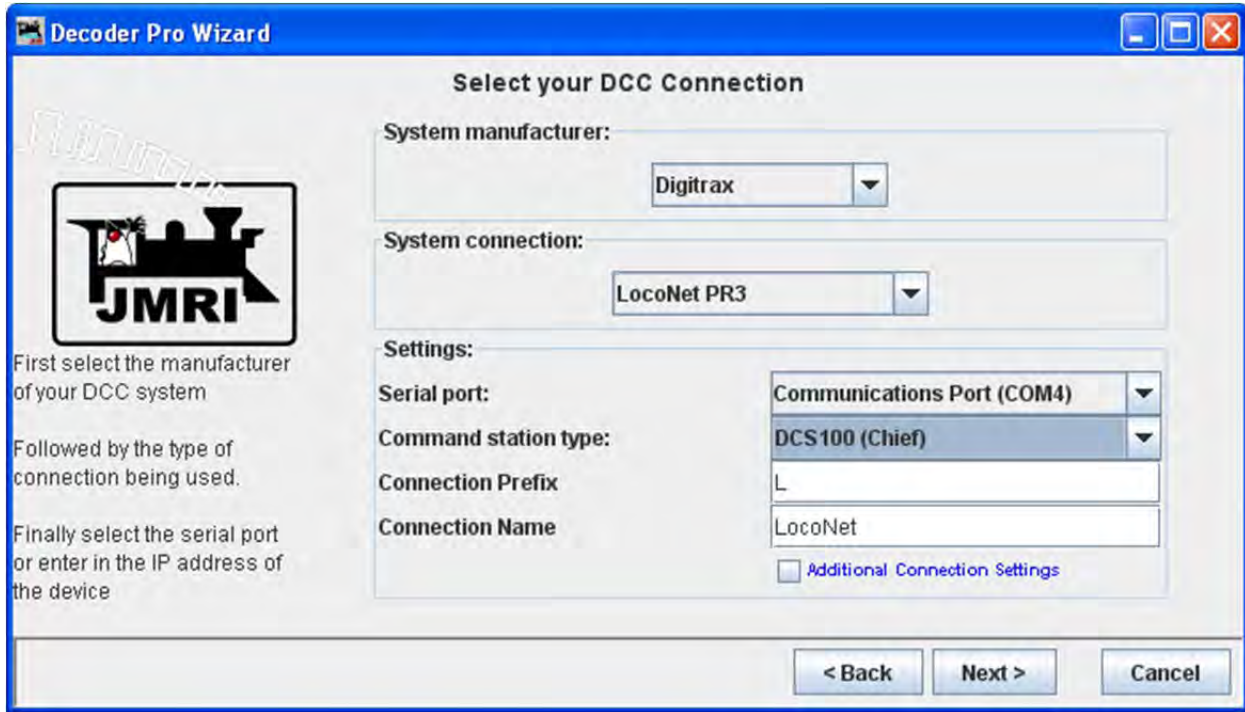 Decoder Pro Wizard
Select your DCC Connection
JMRI
First select the manufacturer
of your DCC system
Followed by the type of
connection being used.
Finally select the serial port
or enter in the IP address of
the device
System manufacturer:
Digitrax
System connection:
LocoNet PR3
Settings:
Serial port: Communications Port (COM4)
Command station type: DCS100 (Chief)
Connection Prefix L
Connection Name LocoNet
Additional Connection Settings
< Back Next > Cancel